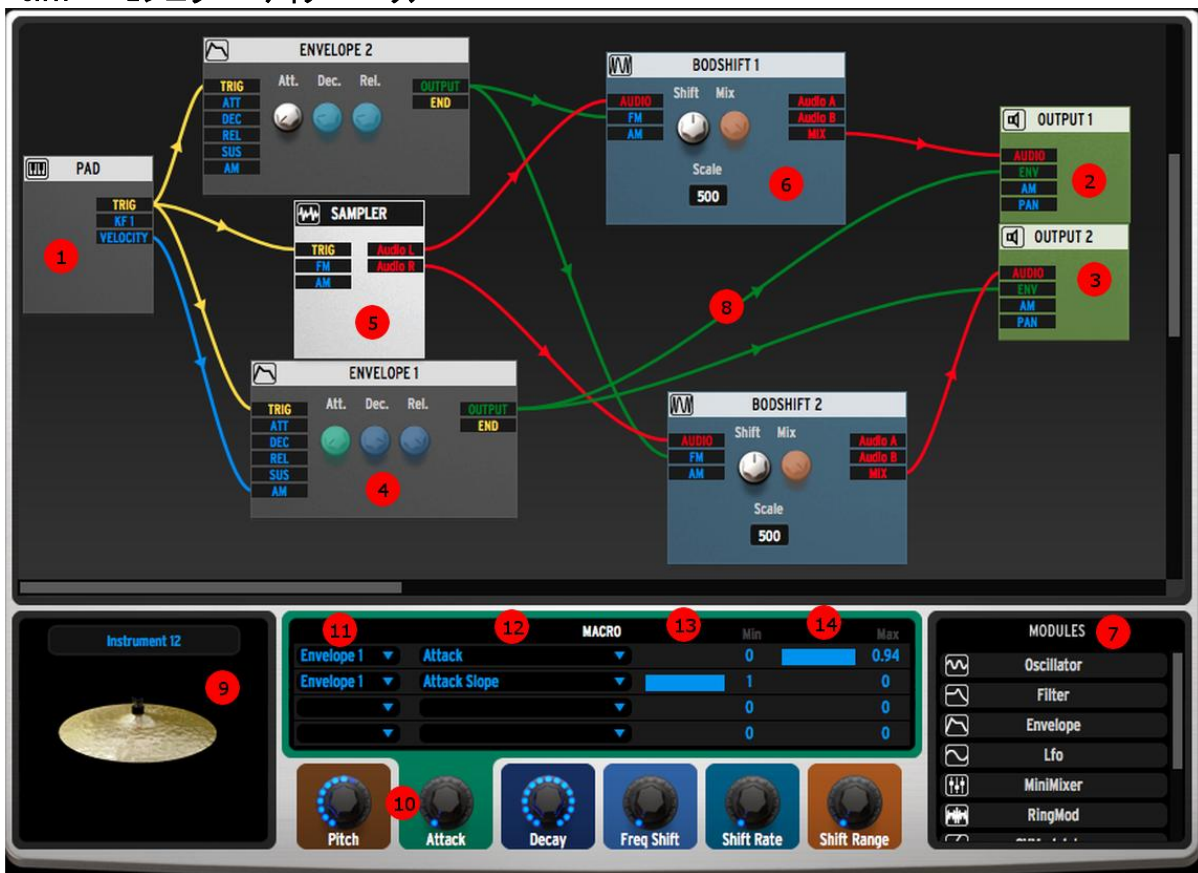 ENVELOPE 2
Att. Dec. Rel.
TRIG
ATT
DEC
REL
SUS
AM
OUTPUT
END
BODSHIFT 1
Shift Mix
AUDIO
FM
AM
Audio A
Audio B
MIX
Scale
500
6
OUTPUT 1
AUDIO
ENV
AM
PAN
2
PAD
TRIG
KF1
VELOCITY
1
SAMPLER
TRIG
FM
AM
Audio L
Audio R
5
OUTPUT 2
AUDIO
ENV
AM
PAN
3
8
ENVELOPE 1
Att. Dec. Rel.
TRIG
ATT
DEC
REL
SUS
AM
OUTPUT
END
4
BODSHIFT 2
Shift Mix
AUDIO
FM
AM
Audio A
Audio B
MIX
Scale
500
Instrument 12
9
11 12 MACRO 13 Min 14 Max
Envelope 1 Attack 0 0.94
Envelope 1 Attack Slope 1 0
0 0
0 0
10
Pitch Attack Decay Freq Shift Shift Rate Shift Range
MODULES 7
Oscillator
Filter
Envelope
Lfo
MiniMixer
RingMod